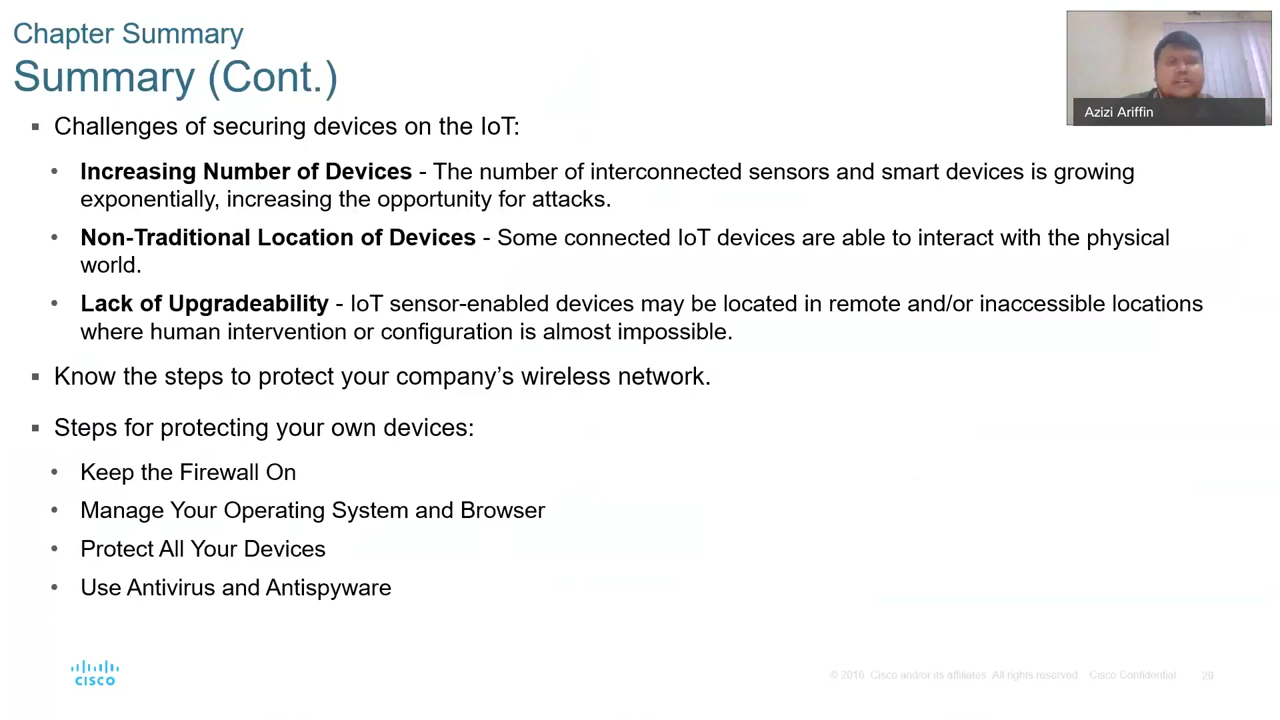 Chapter Summary
Summary (Cont.)
Azizi Ariffin
▪ Challenges of securing devices on the IoT:
• Increasing Number of Devices - The number of interconnected sensors and smart devices is growing
exponentially, increasing the opportunity for attacks.
• Non-Traditional Location of Devices - Some connected IoT devices are able to interact with the physical
world.
• Lack of Upgradeability - IoT sensor-enabled devices may be located in remote and/or inaccessible locations
where human intervention or configuration is almost impossible.
▪ Know the steps to protect your company’s wireless network.
▪ Steps for protecting your own devices:
• Keep the Firewall On
• Manage Your Operating System and Browser
• Protect All Your Devices
• Use Antivirus and Antispyware
CISCO
© 2016 Cisco and/or its affiliates. All rights reserved. Cisco Confidential 29